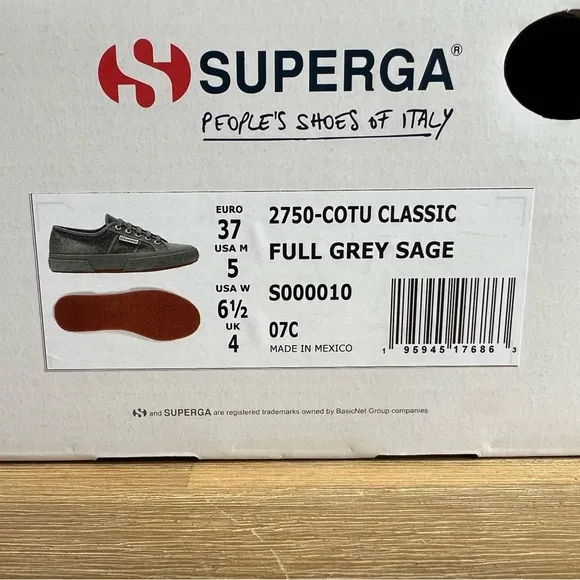 SUPERGA®
PEOPLE'S SHOES OF ITALY
EURO
37
USA M
5
USA W
6½
UK
4
2750-COTU CLASSIC
FULL GREY SAGE
S000010
07C
MADE IN MEXICO
1 95945 17686 3
and SUPERGA are registered trademarks owned by BasicNet Group companies